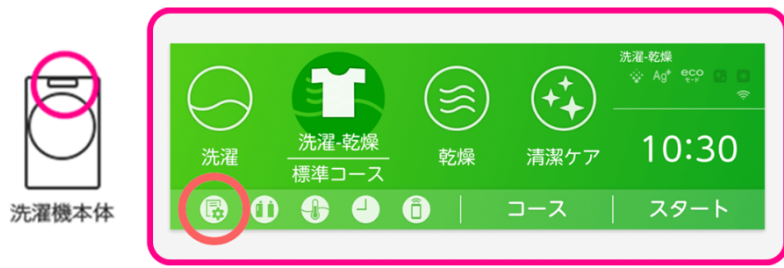 洗濯機本体
洗濯
洗濯-乾燥
標準コース
乾燥
清潔ケア
洗濯-乾燥
Ag+ eco
モード
10:30
コース
スタート